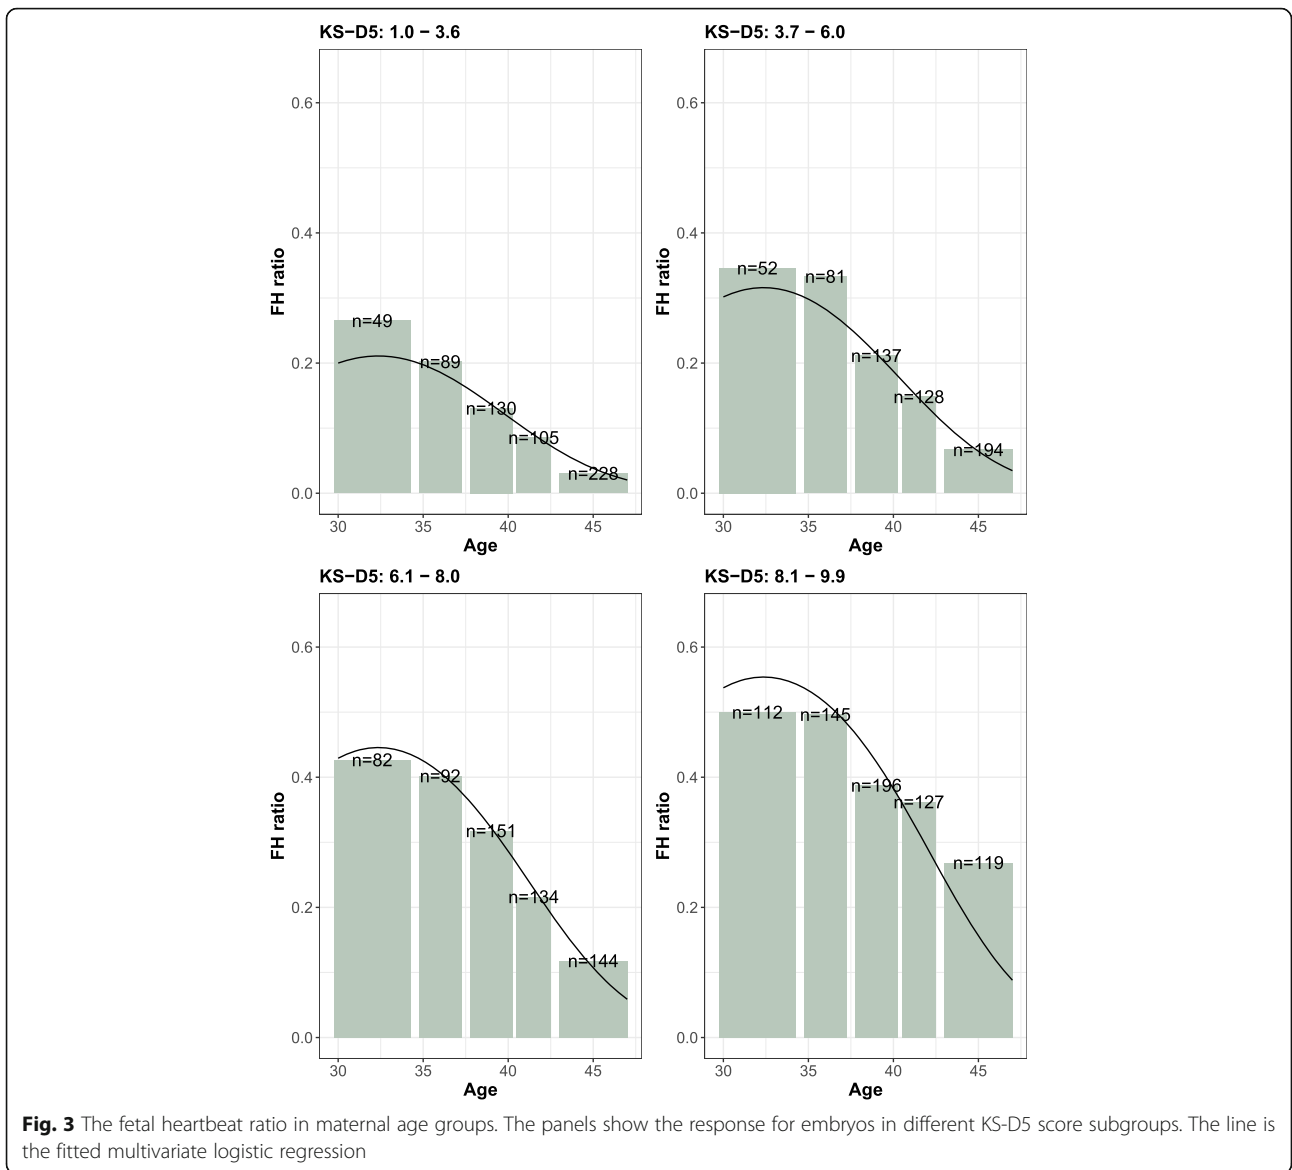 KS−D5: 1.0 − 3.6
0.6
0.4
0.2
0.0
FH ratio
n=49
n=89
n=130
n=105
n=228
30 35 40 45
Age
KS−D5: 3.7 − 6.0
0.6
0.4
0.2
0.0
FH ratio
n=52
n=81
n=137
n=128
n=194
30 35 40 45
Age
KS−D5: 6.1 − 8.0
0.6
0.4
0.2
0.0
FH ratio
n=82
n=92
n=151
n=134
n=144
30 35 40 45
Age
KS−D5: 8.1 − 9.9
0.6
0.4
0.2
0.0
FH ratio
n=112
n=145
n=196
n=127
n=119
30 35 40 45
Age
Fig. 3 The fetal heartbeat ratio in maternal age groups. The panels show the response for embryos in different KS-D5 score subgroups. The line is
the fitted multivariate logistic regression